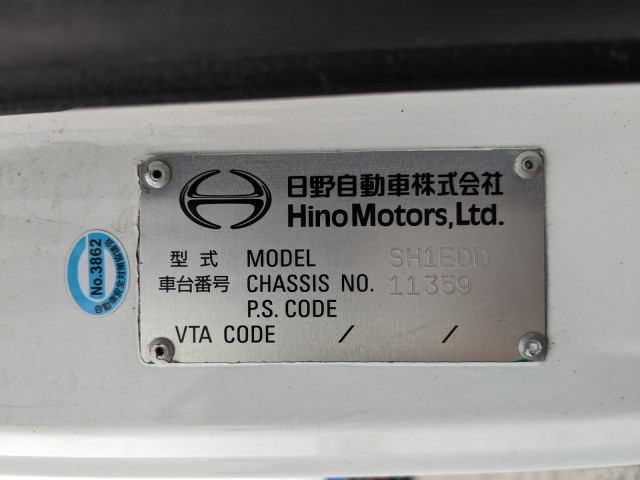 日野自動車株式会社
Hino Motors, Ltd.
型式 MODEL SH1EDD
車台番号 CHASSIS NO. 11359
P.S. CODE
VTA CODE / /
No.3862